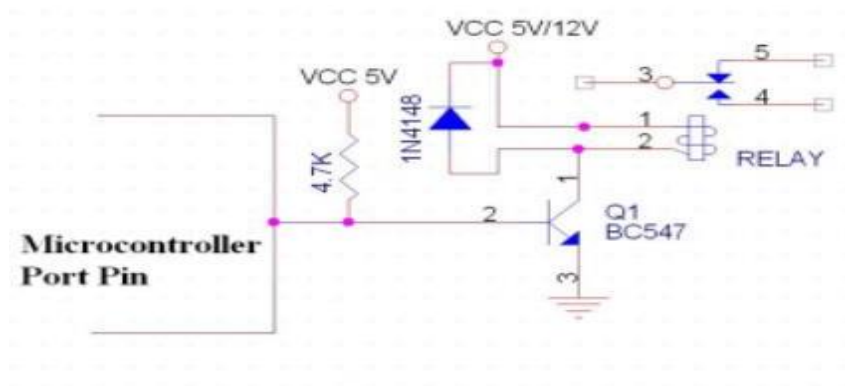 VCC 5V/12V
VCC 5V
5
3
4
1N4148
1
2
RELAY
4.7K
1
2
Q1
BC547
Microcontroller
Port Pin
3